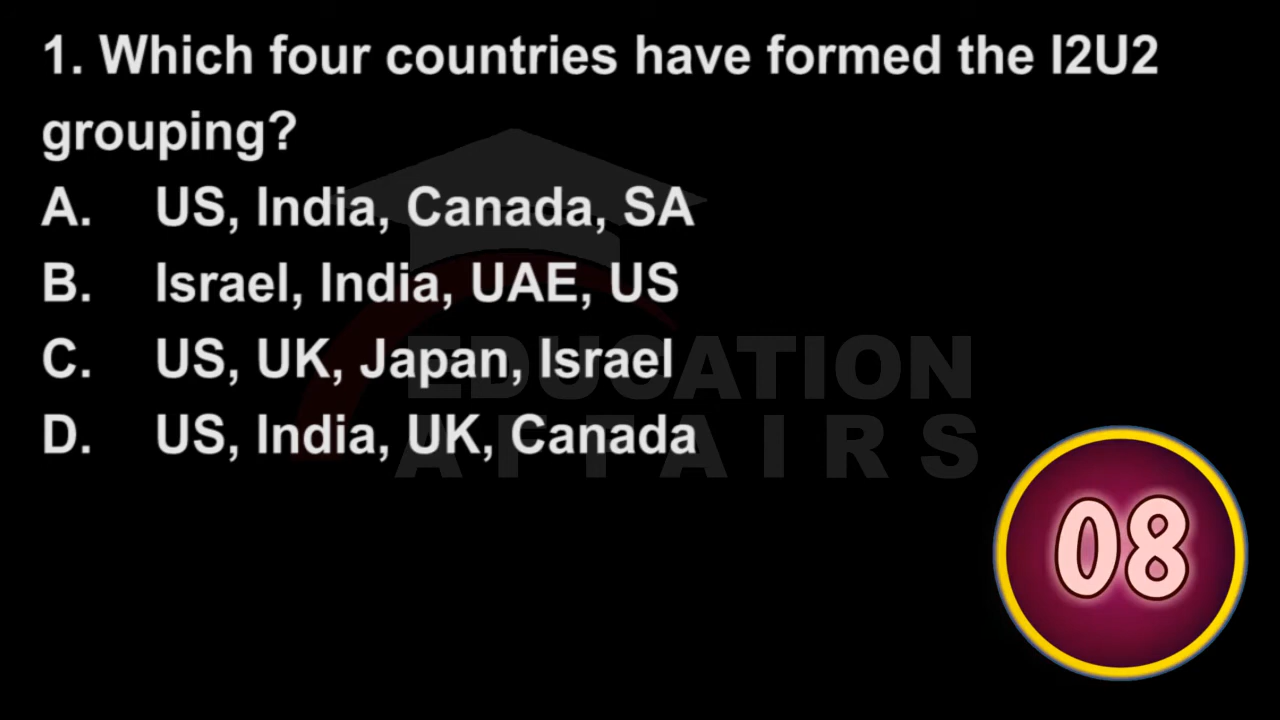 1. Which four countries have formed the I2U2
grouping?
A. US, India, Canada, SA
B. Israel, India, UAE, US
C. US, UK, Japan, Israel
D. US, India, UK, Canada
EDUCATION
AFFAIRS
08